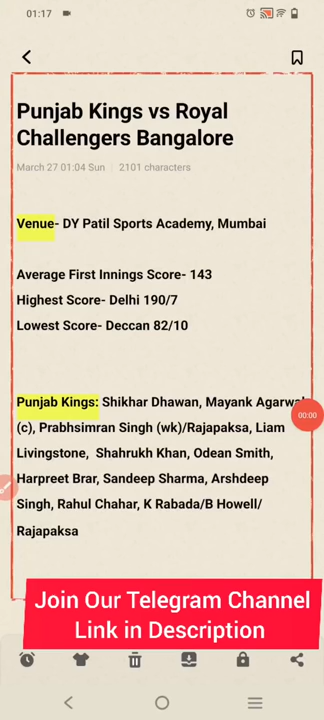 01:17
Punjab Kings vs Royal
Challengers Bangalore
March 27 01:04 Sun | 2101 characters
Venue- DY Patil Sports Academy, Mumbai
Average First Innings Score- 143
Highest Score- Delhi 190/7
Lowest Score- Deccan 82/10
Punjab Kings: Shikhar Dhawan, Mayank Agarwal
(c), Prabhsimran Singh (wk)/Rajapaksa, Liam
00:00
Livingstone, Shahrukh Khan, Odean Smith,
Harpreet Brar, Sandeep Sharma, Arshdeep
Singh, Rahul Chahar, K Rabada/B Howell/
Rajapaksa
Join Our Telegram Channel
Link in Description